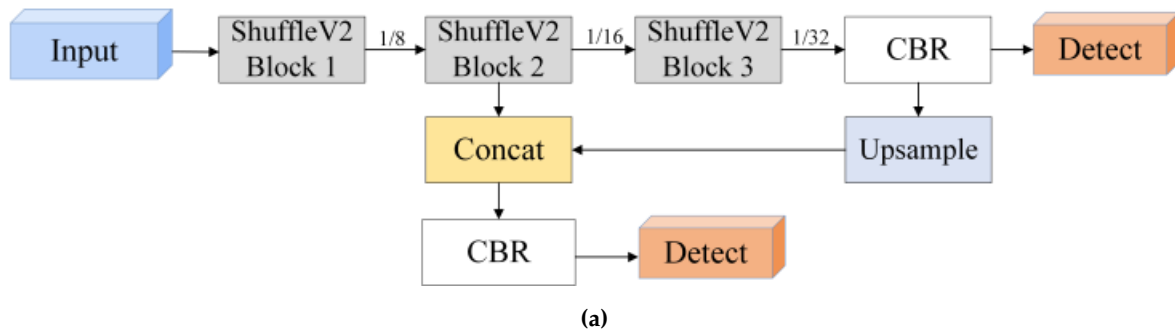 Input
ShuffleV2
Block 1
1/8
ShuffleV2
Block 2
1/16
ShuffleV2
Block 3
1/32
CBR
Detect
Concat
Upsample
CBR
Detect
(a)